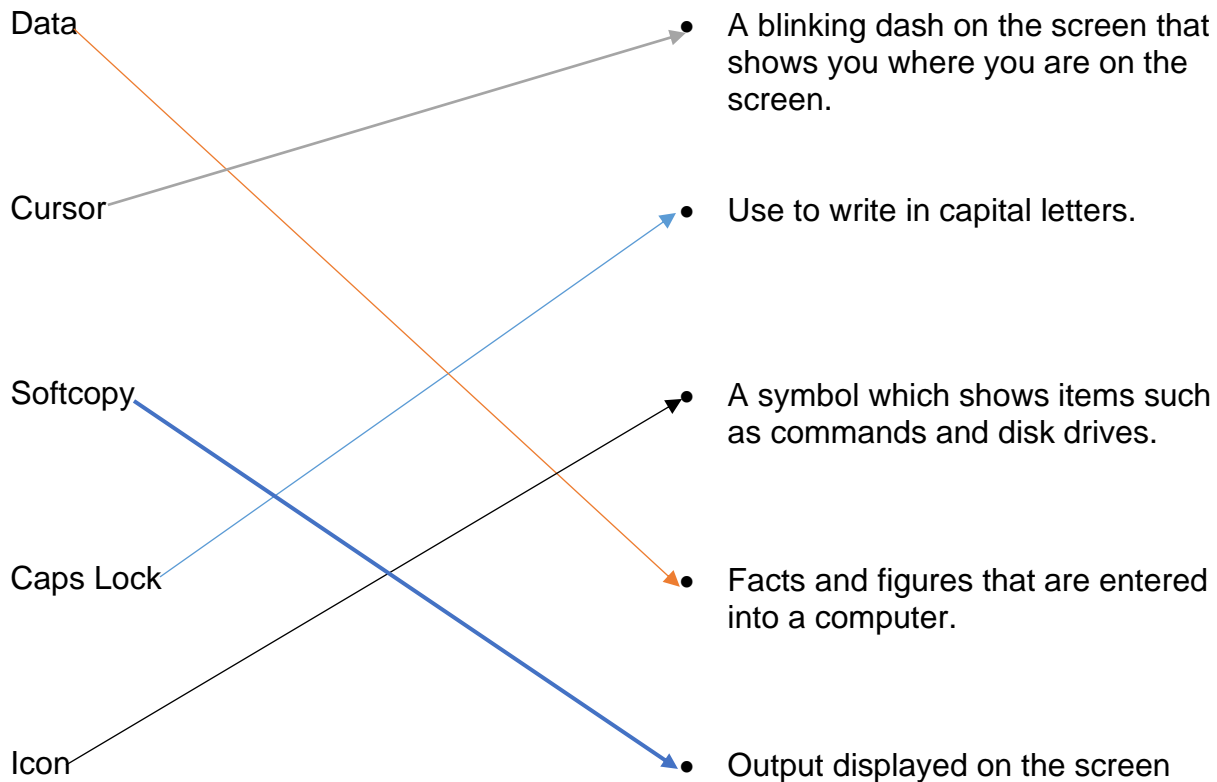 Data
• A blinking dash on the screen that
shows you where you are on the
screen.
Cursor
• Use to write in capital letters.
Softcopy
• A symbol which shows items such
as commands and disk drives.
Caps Lock
• Facts and figures that are entered
into a computer.
Icon
• Output displayed on the screen